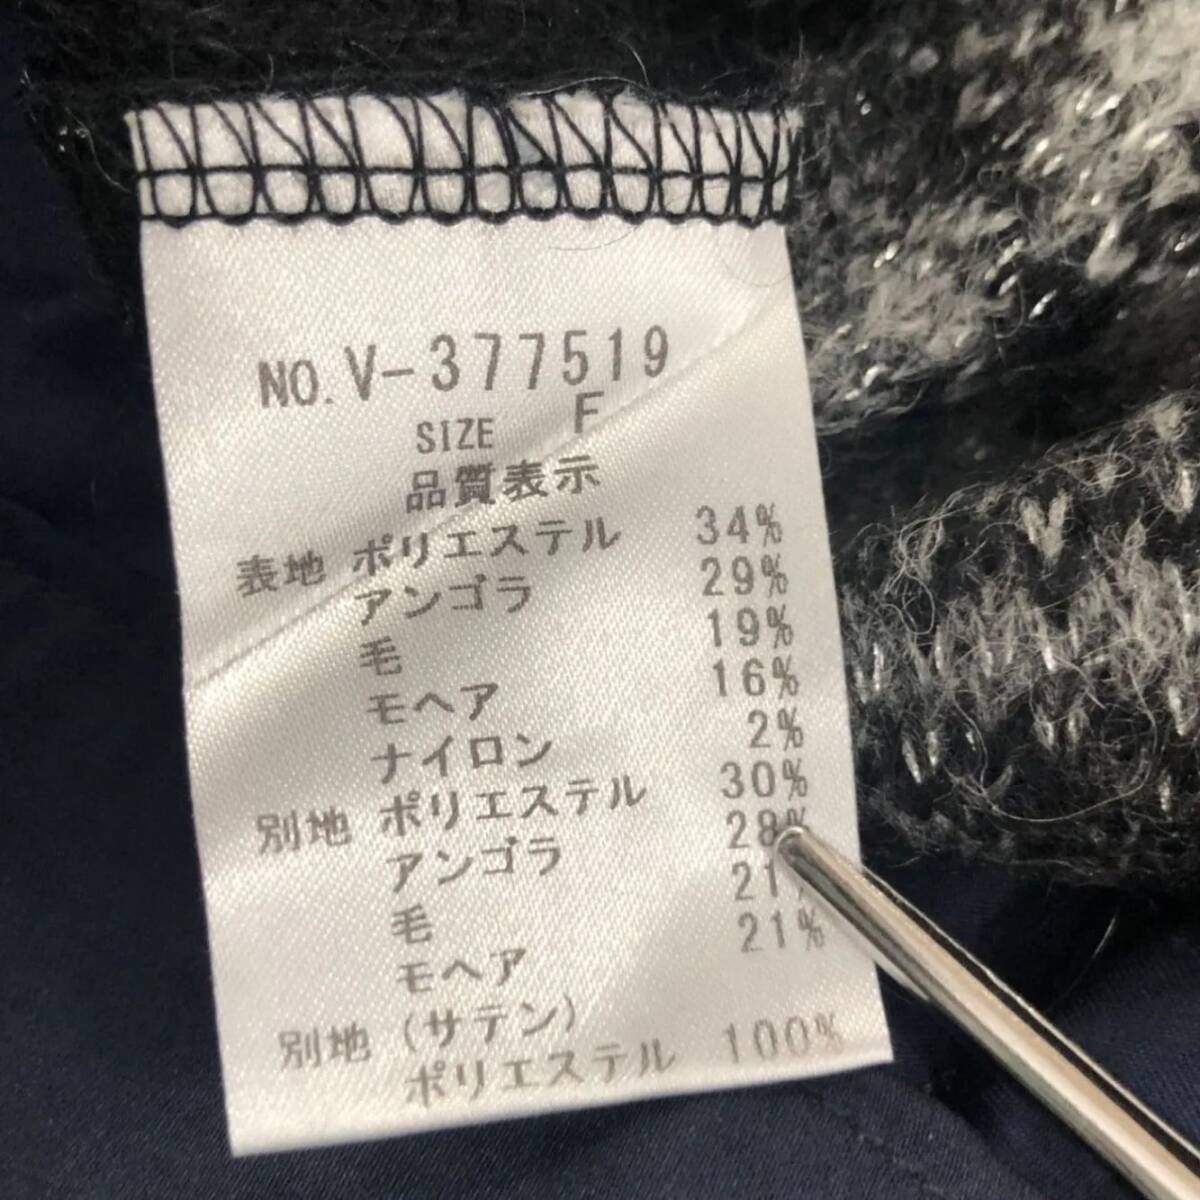 NO. V-377519
SIZE F
品質表示
表地 ポリエステル 34%
アンゴラ 29%
毛 19%
モヘア 16%
ナイロン 2%
別地 ポリエステル 30%
アンゴラ 28%
毛 21%
モヘア 21%
別地 (サテン)
ポリエステル 100%